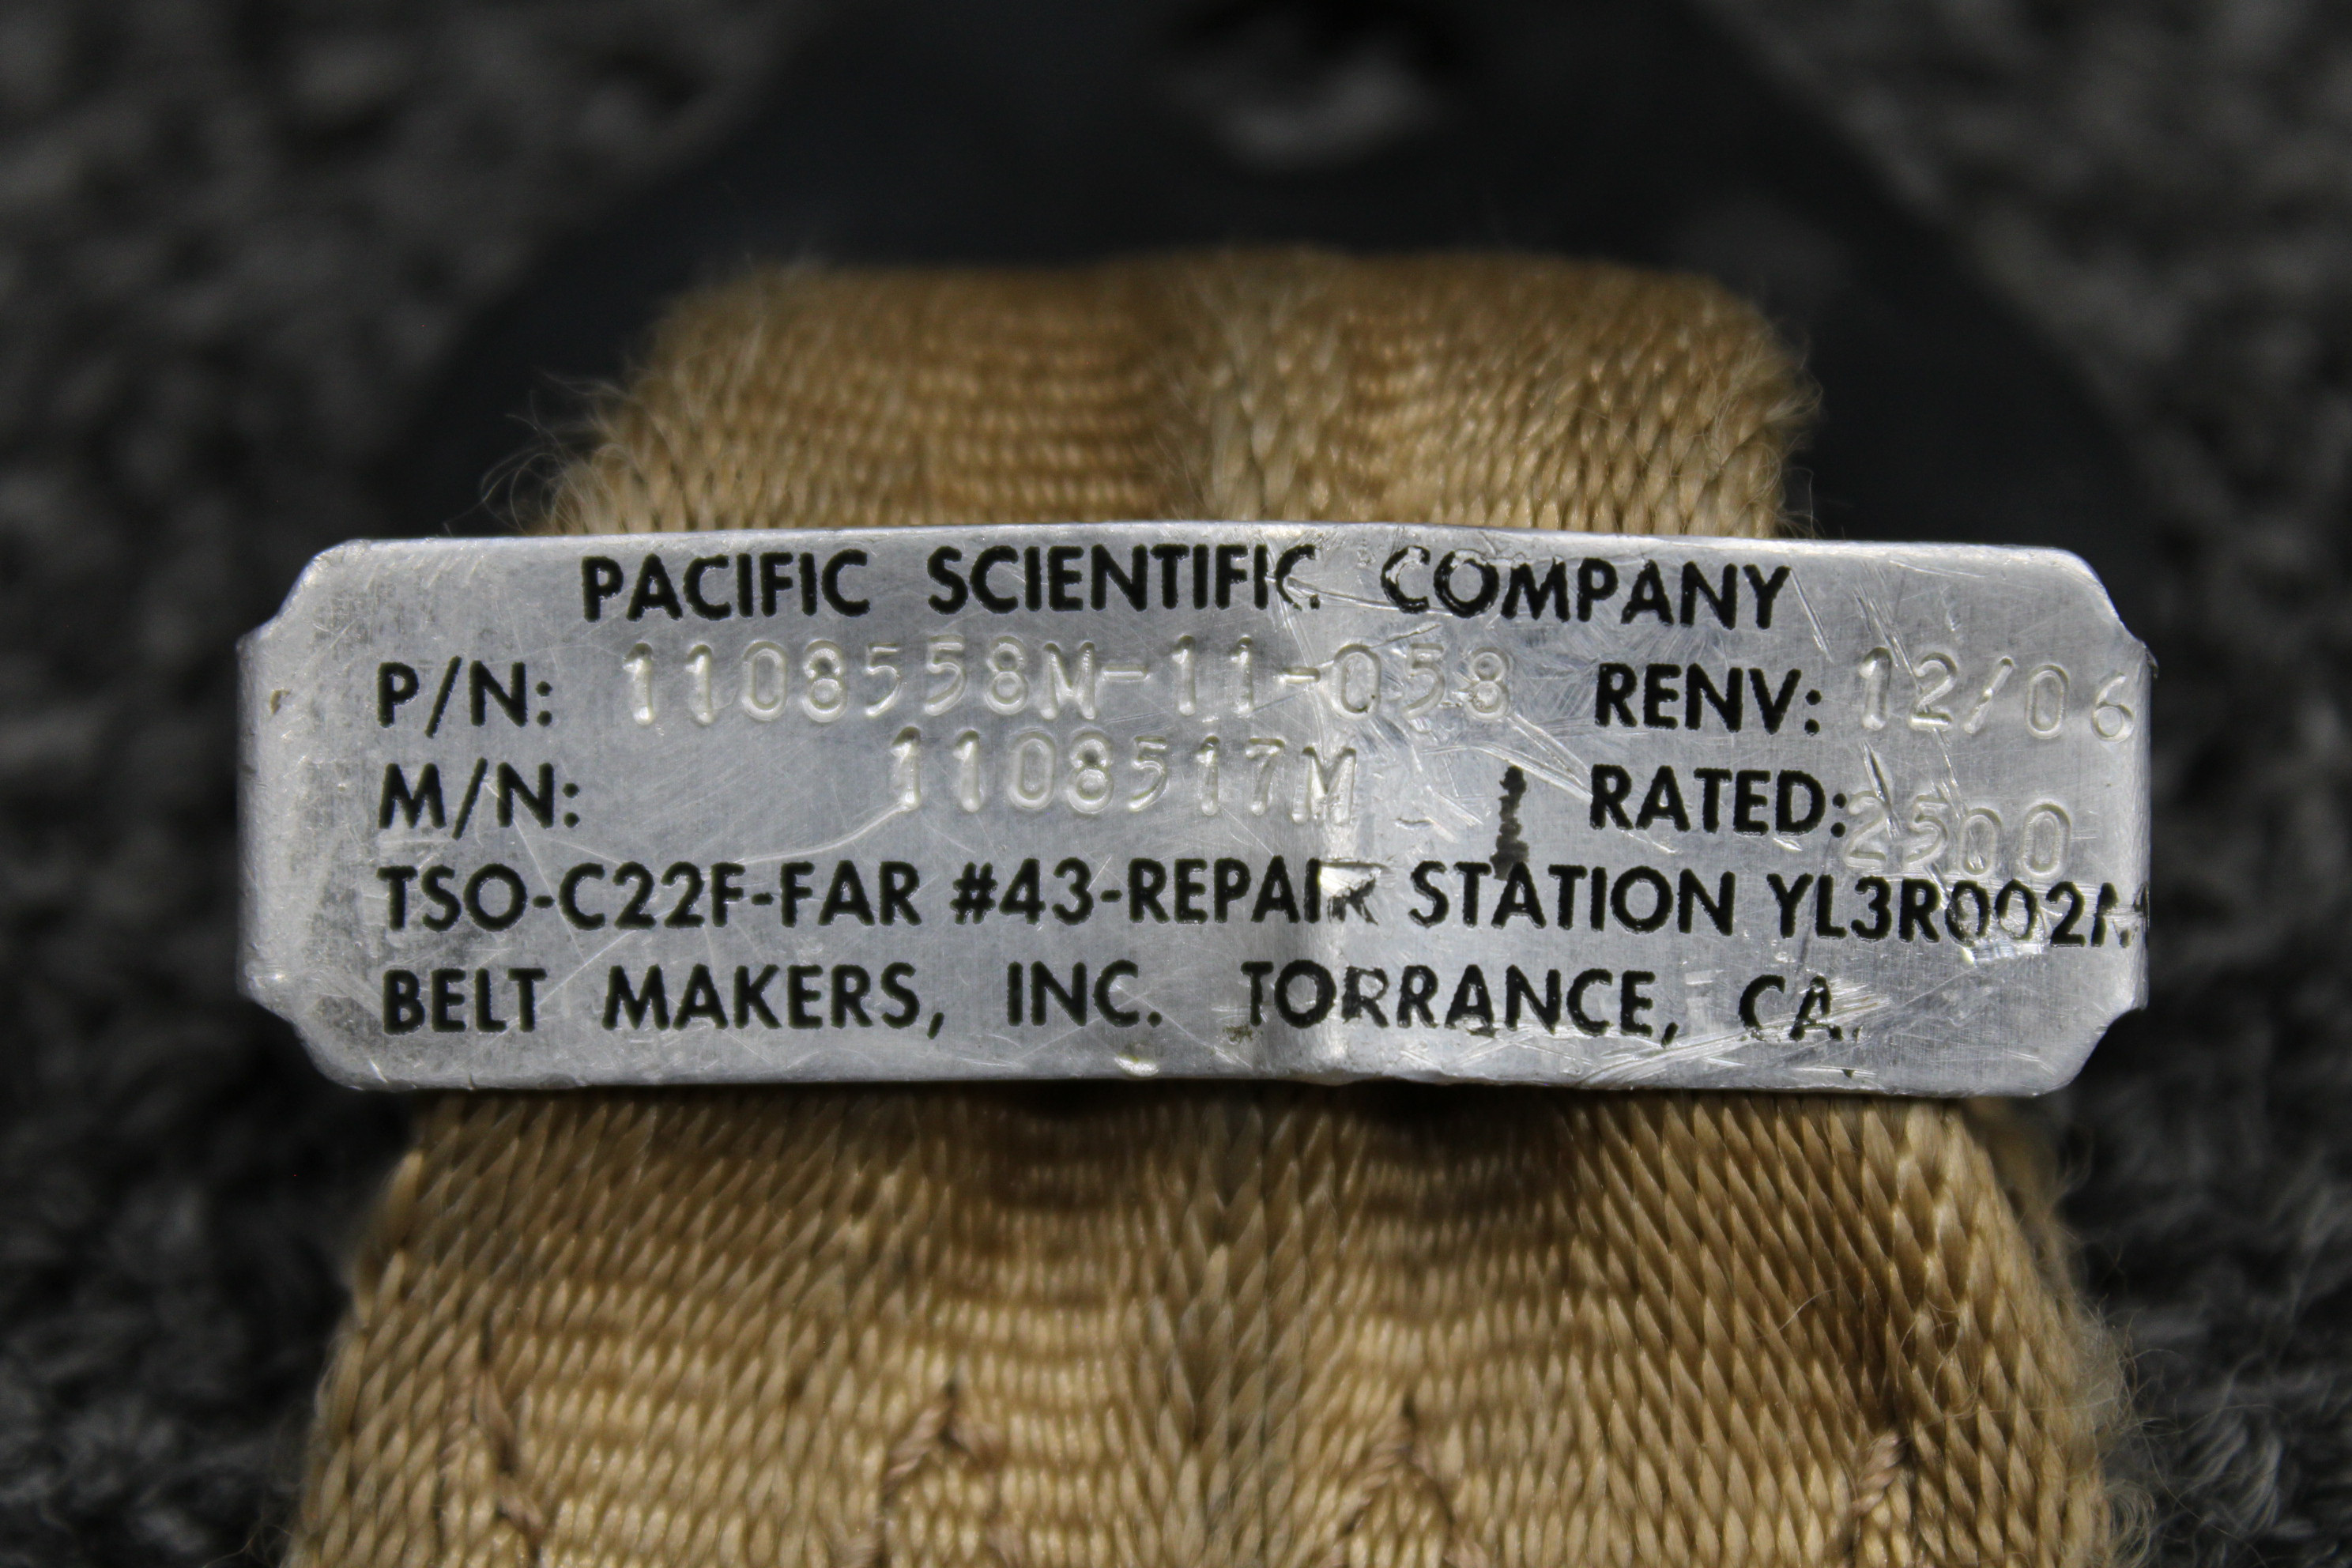 PACIFIC SCIENTIFIC COMPANY
P/N: 1108558M-11-058 RENV: 12/06
M/N: 1108517M RATED: 2500
TSO-C22F-FAR #43-REPAIR STATION YL3R002M
BELT MAKERS, INC. TORRANCE, CA.